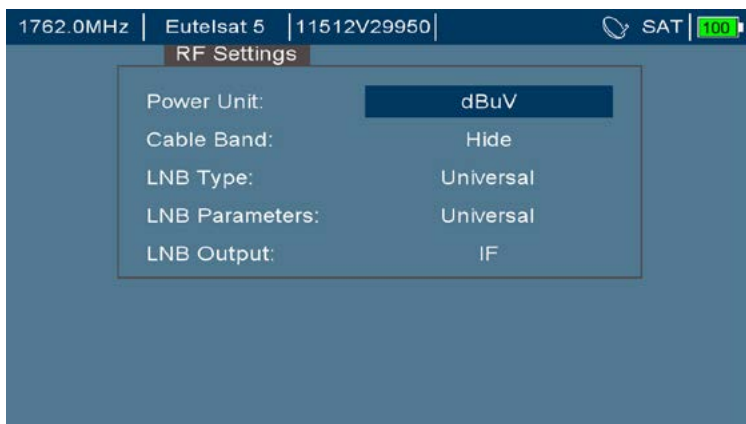 1762.0MHz | Eutelsat 5 |11512V29950| SAT 100
RF Settings
Power Unit: dBuV
Cable Band: Hide
LNB Type: Universal
LNB Parameters: Universal
LNB Output: IF